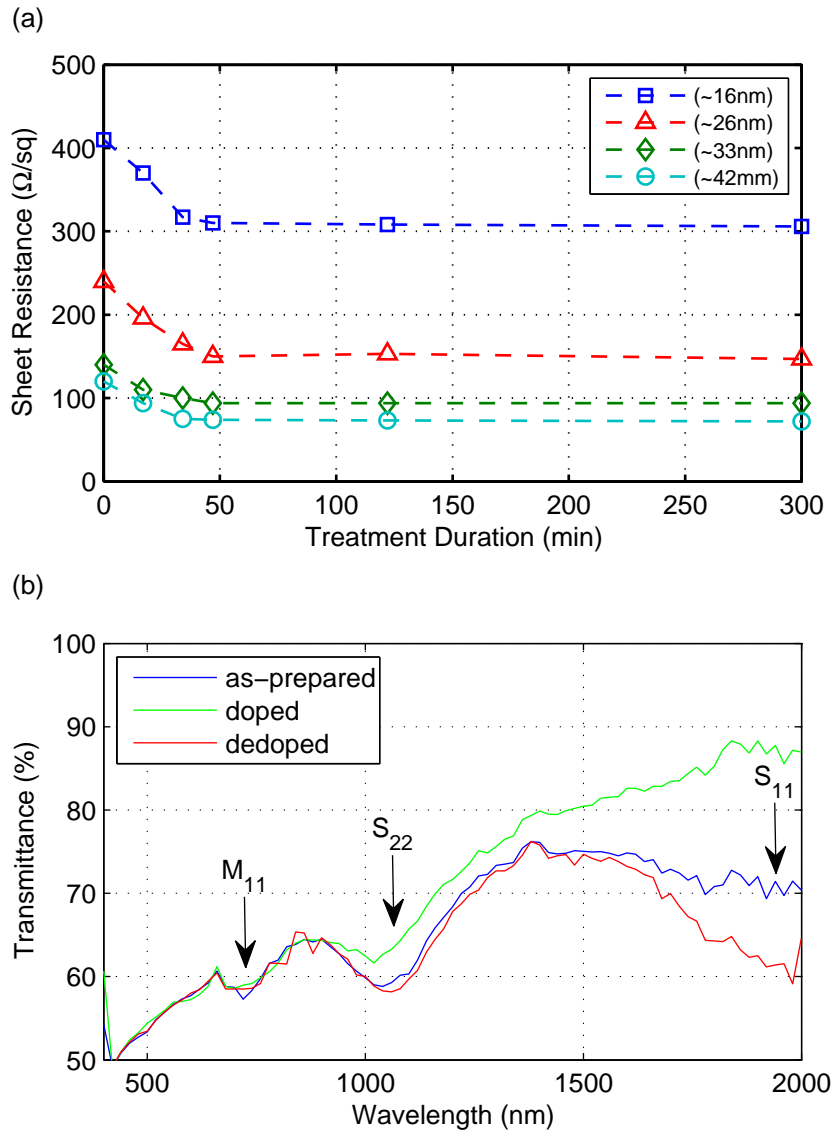 (a)
500
400
300
200
100
0
Sheet Resistance (Ω/sq)
(~16nm)
(~26nm)
(~33nm)
(~42mm)
0 50 100 150 200 250 300
Treatment Duration (min)
(b)
100
90
80
70
60
50
Transmittance (%)
as−prepared
doped
dedoped
M11
S22
S11
500 1000 1500 2000
Wavelength (nm)